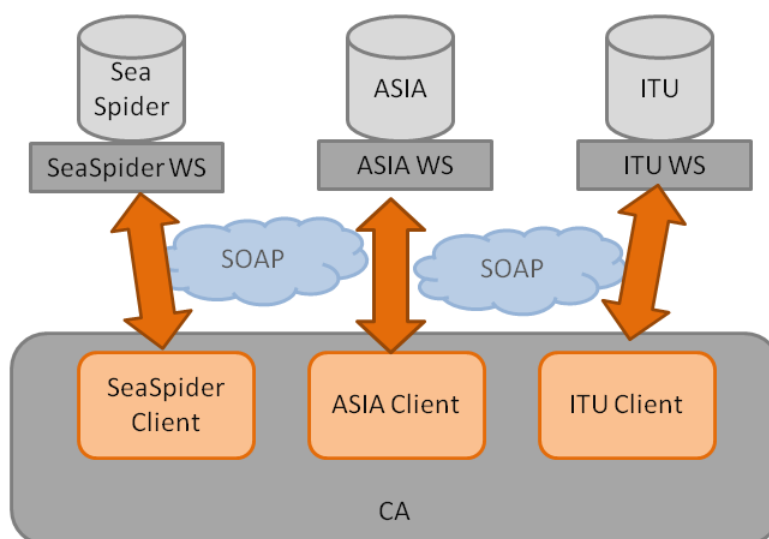 Sea
Spider
ASIA
ITU
SeaSpider WS
ASIA WS
ITU WS
SOAP
SOAP
SeaSpider
Client
ASIA Client
ITU Client
CA